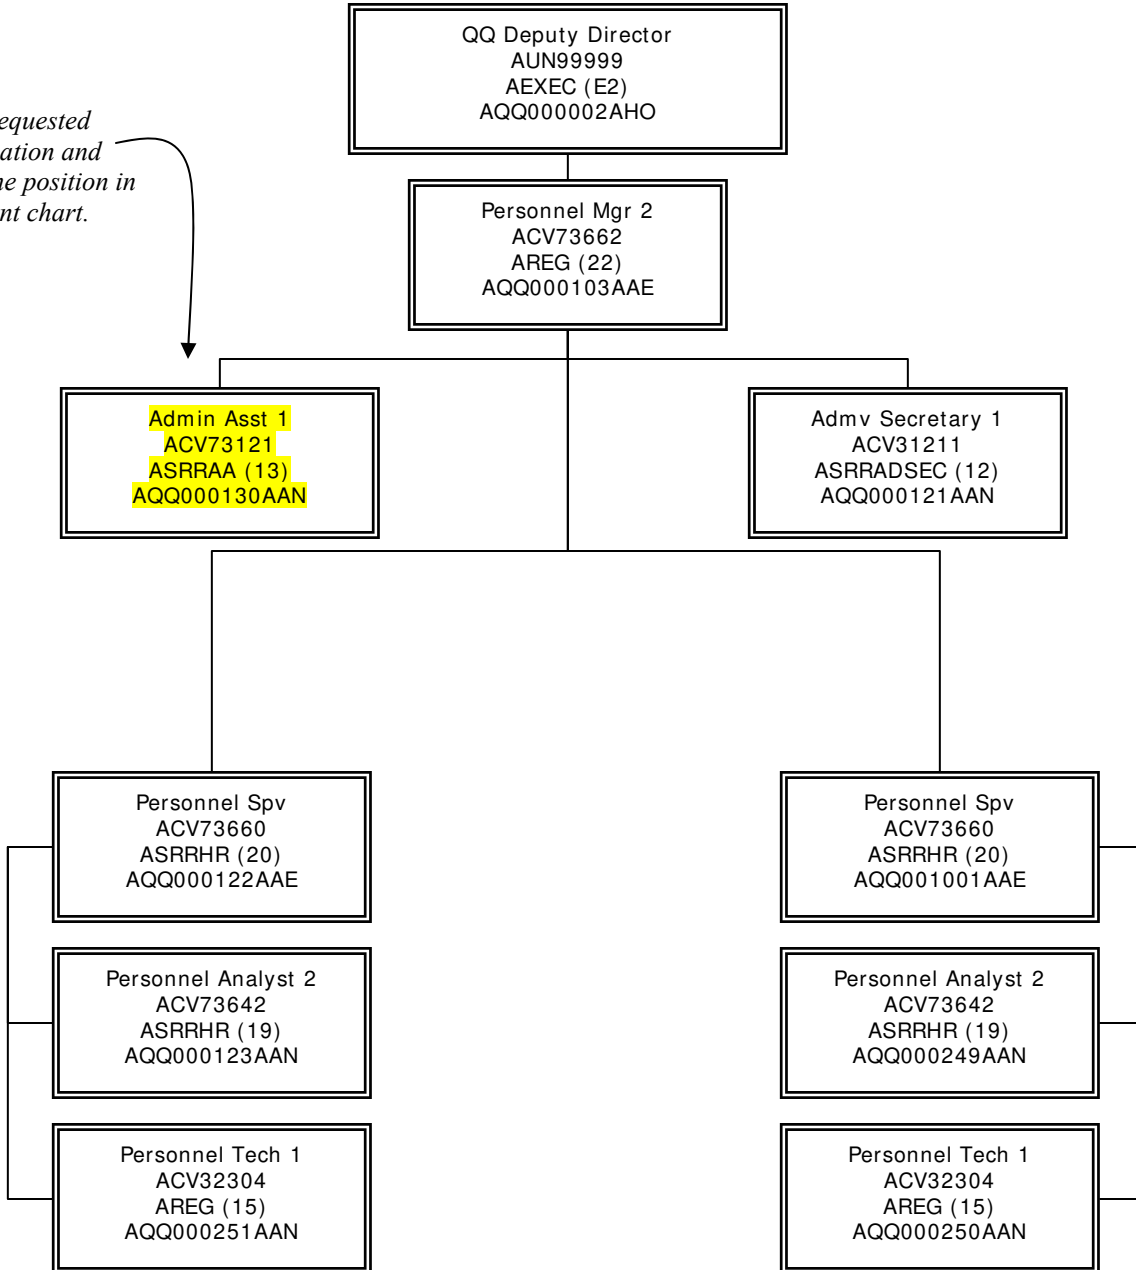 QQ Deputy Director
AUN99999
AEXEC (E2)
AQQ000002AHO
equested
ation and
e position in
nt chart.
Personnel Mgr 2
ACV73662
AREG (22)
AQQ000103AAE
Admin Asst 1
ACV73121
ASRRAA (13)
AQQ000130AAN
Admv Secretary 1
ACV31211
ASRRADSEC (12)
AQQ000121AAN
Personnel Spv
ACV73660
ASRRHR (20)
AQQ000122AAE
Personnel Spv
ACV73660
ASRRHR (20)
AQQ001001AAE
Personnel Analyst 2
ACV73642
ASRRHR (19)
AQQ000123AAN
Personnel Analyst 2
ACV73642
ASRRHR (19)
AQQ000249AAN
Personnel Tech 1
ACV32304
AREG (15)
AQQ000251AAN
Personnel Tech 1
ACV32304
AREG (15)
AQQ000250AAN